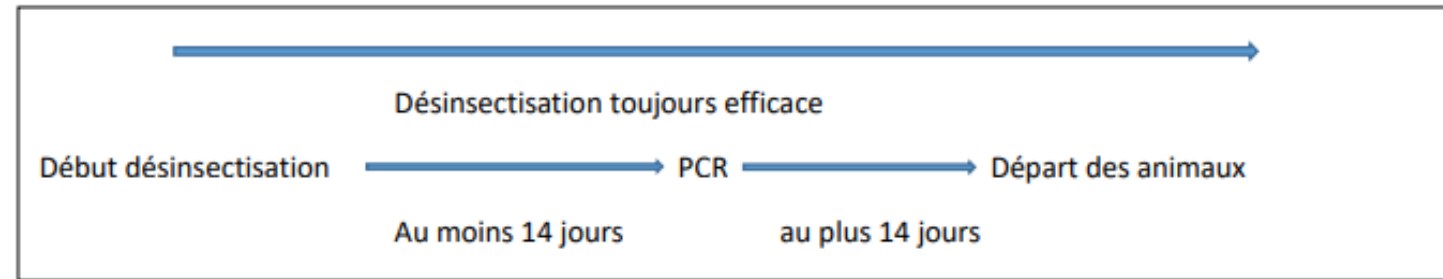 Désinsectisation toujours efficace
Début désinsectisation PCR Départ des animaux
Au moins 14 jours au plus 14 jours